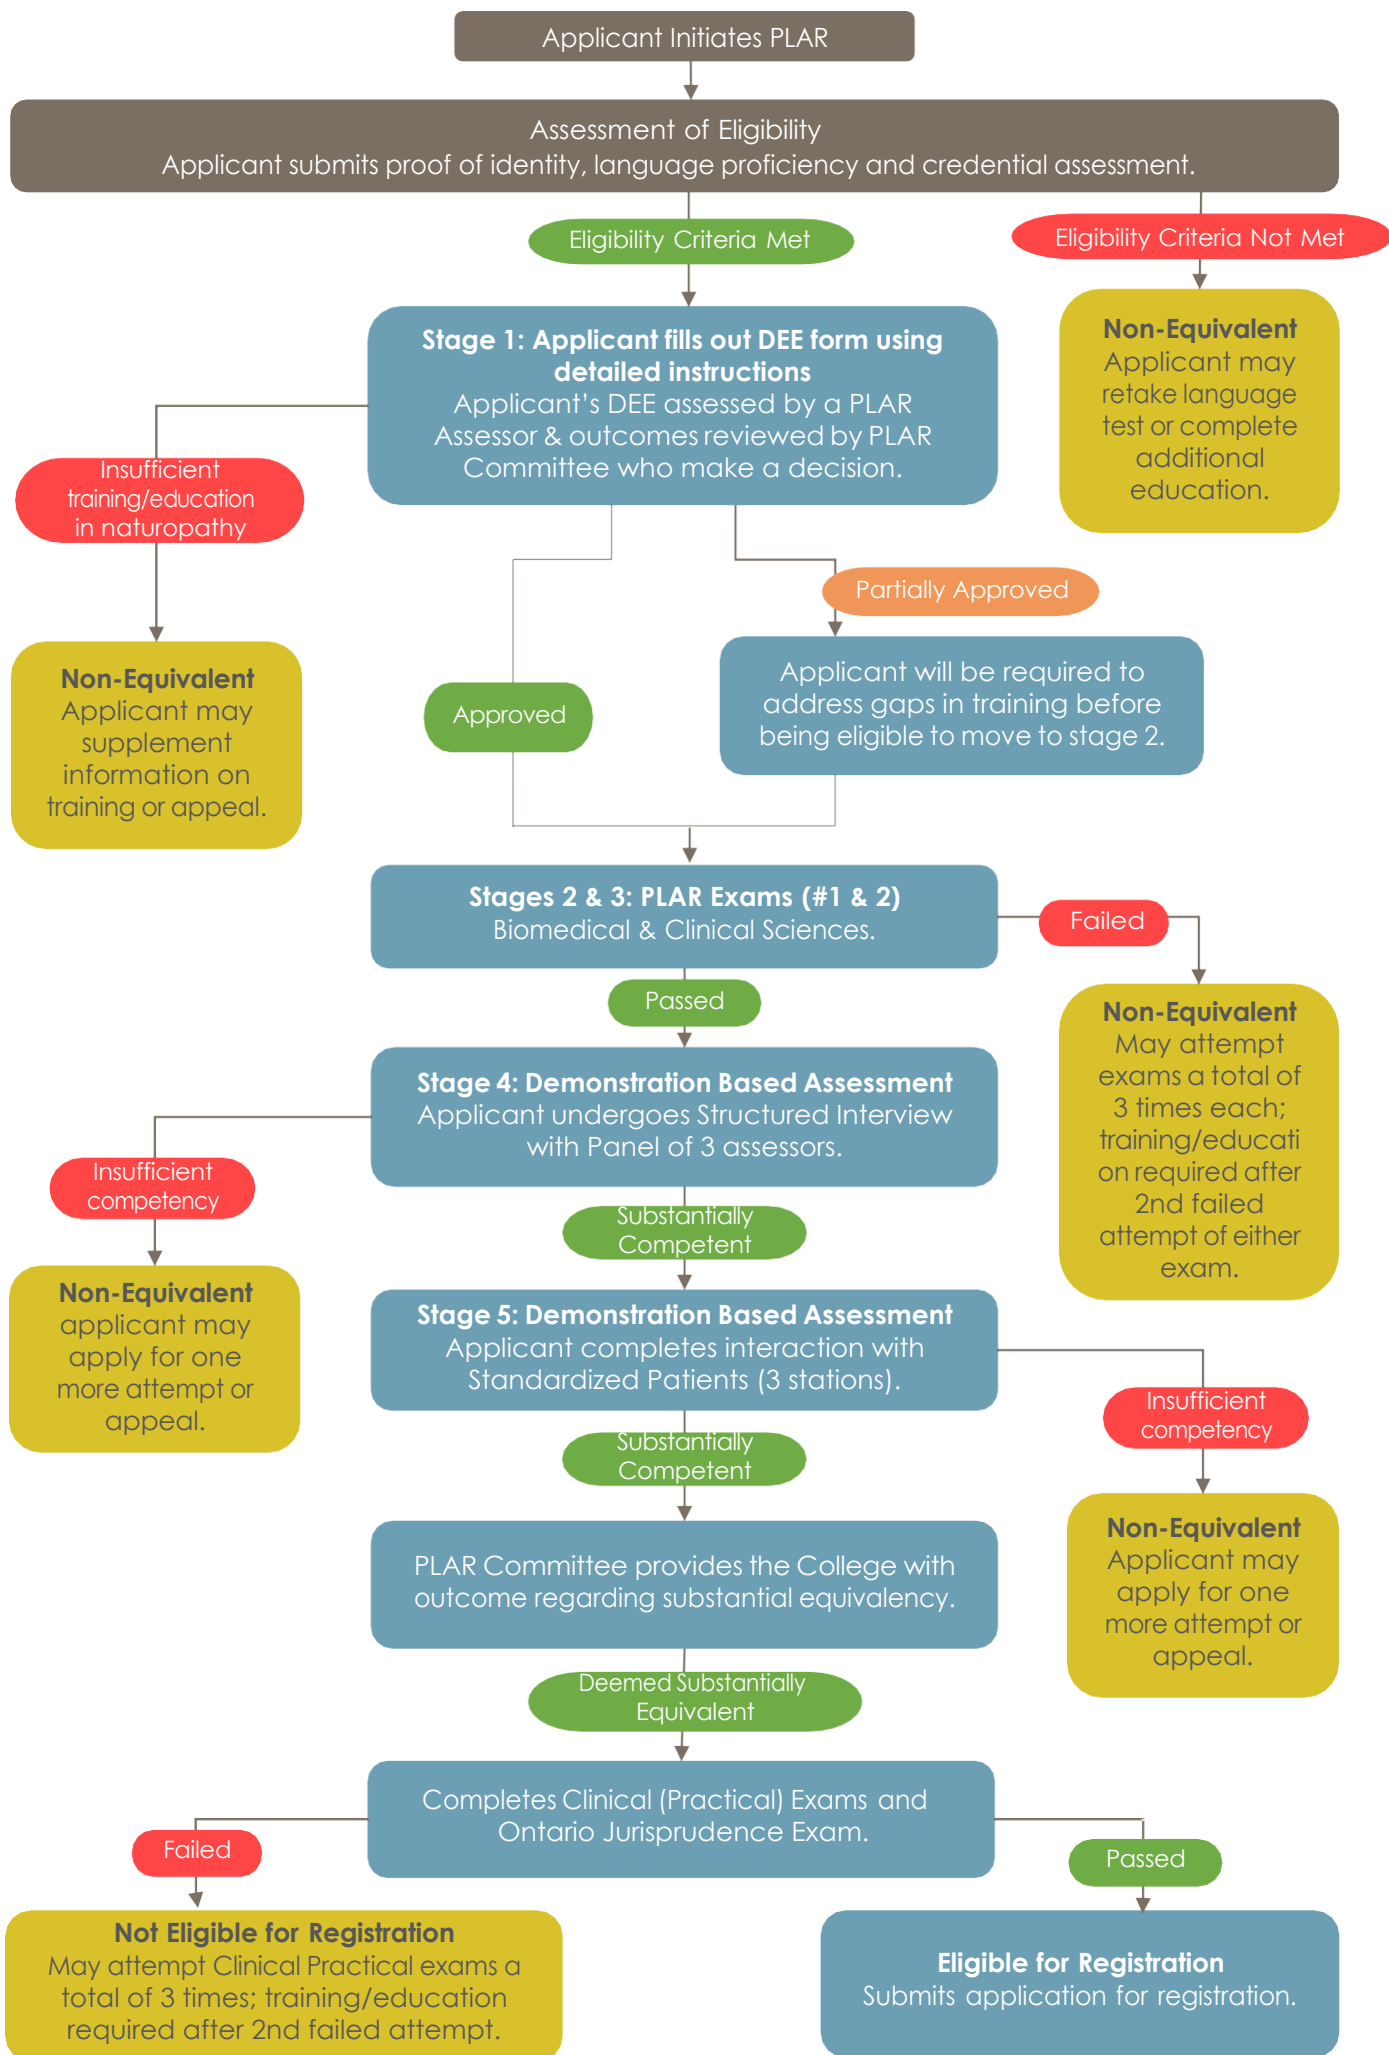 Applicant Initiates PLAR
Assessment of Eligibility
Applicant submits proof of identity, language proficiency and credential assessment.
Eligibility Criteria Met
Eligibility Criteria Not Met
Stage 1: Applicant fills out DEE form using
detailed instructions
Applicant's DEE assessed by a PLAR
Assessor & outcomes reviewed by PLAR
Committee who make a decision.
Non-Equivalent
Applicant may
retake language
test or complete
additional
education.
Insufficient
training/education
in naturopathy
Partially Approved
Non-Equivalent
Applicant may
supplement
information on
training or appeal.
Approved
Applicant will be required to
address gaps in training before
being eligible to move to stage 2.
Stages 2 & 3: PLAR Exams (#1 & 2)
Biomedical & Clinical Sciences.
Failed
Passed
Non-Equivalent
May attempt
exams a total of
3 times each;
training/educati
on required after
2nd failed
attempt of either
exam.
Stage 4: Demonstration Based Assessment
Applicant undergoes Structured Interview
with Panel of 3 assessors.
Insufficient
competency
Substantially
Competent
Non-Equivalent
applicant may
apply for one
more attempt or
appeal.
Stage 5: Demonstration Based Assessment
Applicant completes interaction with
Standardized Patients (3 stations).
Insufficient
competency
Substantially
Competent
Non-Equivalent
Applicant may
apply for one
more attempt or
appeal.
PLAR Committee provides the College with
outcome regarding substantial equivalency.
Deemed Substantially
Equivalent
Completes Clinical (Practical) Exams and
Ontario Jurisprudence Exam.
Failed
Passed
Not Eligible for Registration
May attempt Clinical Practical exams a
total of 3 times; training/education
required after 2nd failed attempt.
Eligible for Registration
Submits application for registration.